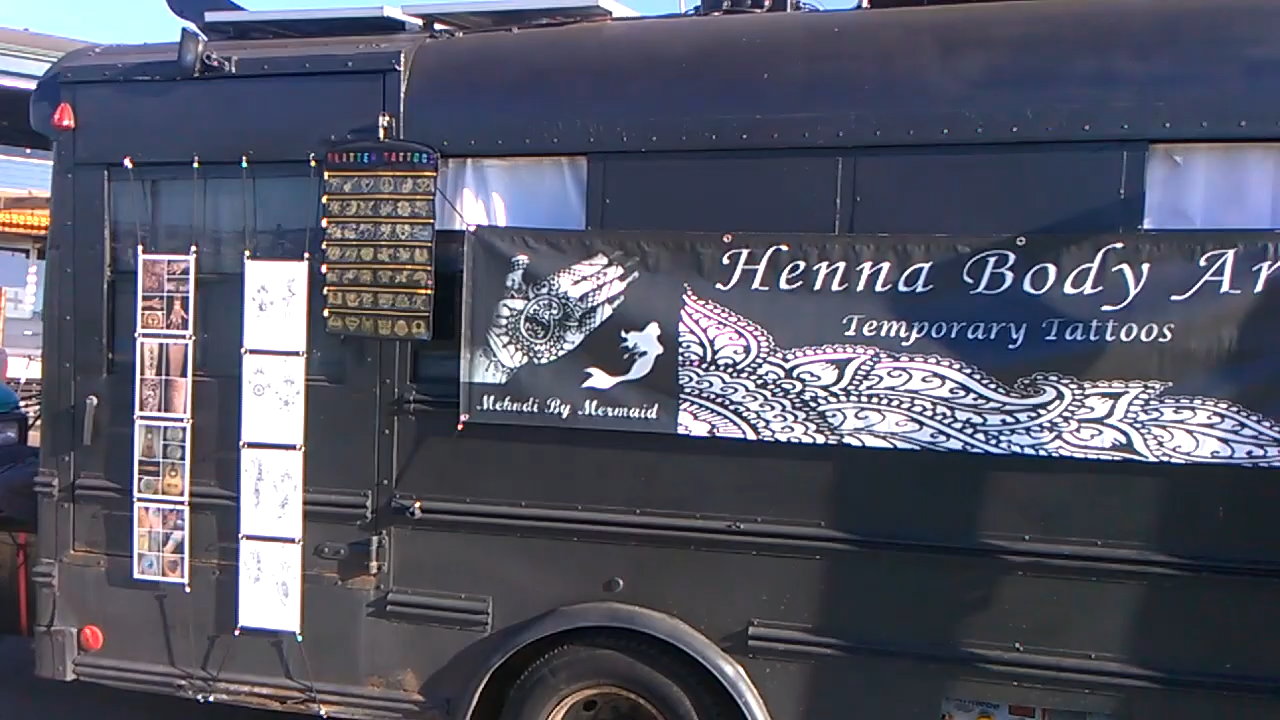 GLITTER TATTOOS
Henna Body Ar
Temporary Tattoos
Mehndi By Mermaid